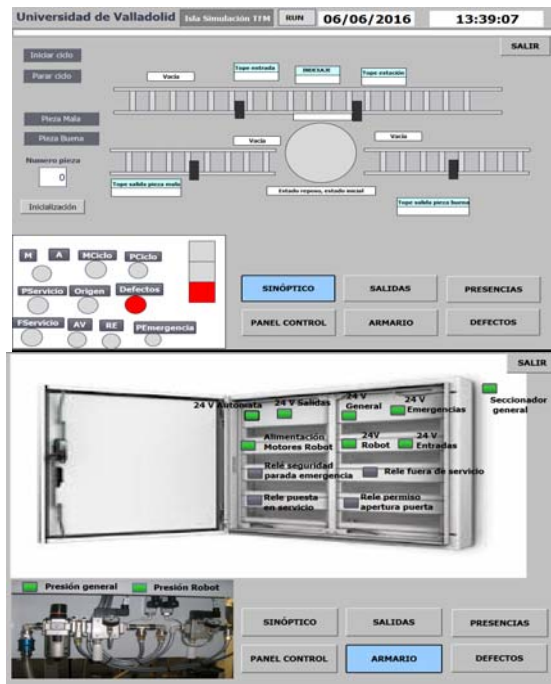 Universidad de Valladolid Isla Simulación TFM RUN 06/06/2016 13:39:07
SALIR
Iniciar ciclo
Parar ciclo
Vacia
Tope entrada
INDEXAJE
Tope estación
Pieza Mala
Pieza Buena
Vacia
Vacia
Numero pieza
0
Tope salida pieza mala
Estado reposo, estado inicial
Tope salida pieza buena
Inicialización
M A MCiclo PCiclo
PServicio Origen Defectos
FServicio AV RE PEmergencia
SINÓPTICO SALIDAS PRESENCIAS
PANEL CONTROL ARMARIO DEFECTOS
SALIR
24 V Autómata
24 V Salidas
24 V
General
24 V
Emergencias
Seccionador
general
Alimentación
Motores Robot
24V
Robot
24 V
Entradas
Relé seguridad
parada emergencia
Rele fuera de servicio
Rele puesta
en servicio
Rele permiso
apertura puerta
Presión general Presión Robot
SINÓPTICO SALIDAS PRESENCIAS
PANEL CONTROL ARMARIO DEFECTOS